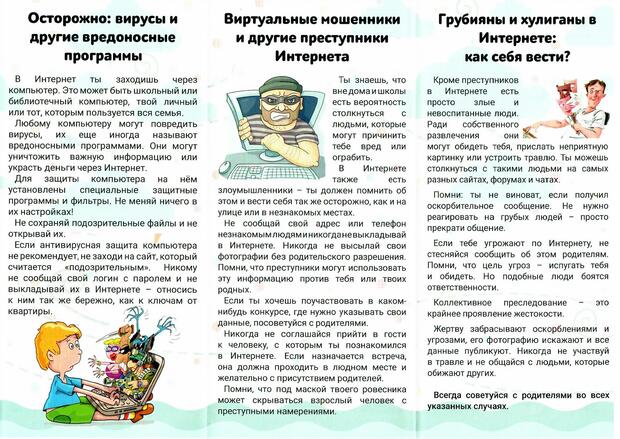 Осторожно: вирусы и
другие вредоносные
программы
В Интернет ты заходишь через
компьютер. Это может быть школьный или
библиотечный компьютер, твой личный
или тот, которым пользуется вся семья.
Любому компьютеру могут повредить
вирусы, их еще иногда называют
вредоносными программами. Они могут
уничтожить важную информацию или
украсть деньги через Интернет.
Для защиты компьютера на нём
установлены специальные защитные
программы и фильтры. Не меняй ничего в
их настройках!
Не сохраняй подозрительные файлы и не
открывай их.
Если антивирусная защита компьютера
не рекомендует, не заходи на сайт, который
считается «подозрительным». Никому
не сообщай свой логин с паролем и не
выкладывай их в Интернете – относись
к ним так же бережно, как к ключам от
квартиры.
Виртуальные мошенники
и другие преступники
Интернета
Ты знаешь, что
вне дома и школы
есть вероятность
столкнуться с
людьми, которые
могут причинить
тебе вред или
ограбить.
В Интернете
также есть
злоумышленники – ты должен помнить об
этом и вести себя так же осторожно, как и на
улице или в незнакомых местах.
Не сообщай свой адрес или телефон
незнакомым людям и никогда не выкладывай
в Интернете. Никогда не высылай свои
фотографии без родительского разрешения.
Помни, что преступники могут использовать
эту информацию против тебя или твоих
родных.
Если ты хочешь поучаствовать в каком-
нибудь конкурсе, где нужно указывать свои
данные, посоветуйся с родителями.
Никогда не соглашайся прийти в гости
к человеку, с которым ты познакомился
в Интернете. Если назначается встреча,
она должна проходить в людном месте и
желательно с присутствием родителей.
Помни, что под маской твоего ровесника
может скрываться взрослый человек с
преступными намерениями.
Грубияны и хулиганы в
Интернете:
как себя вести?
Кроме преступников
в Интернете есть
просто злые и
невоспитанные люди.
Ради собственного
развлечения они
могут обидеть тебя, прислать неприятную
картинку или устроить травлю. Ты можешь
столкнуться с такими людьми на самых
разных сайтах, форумах и чатах.
Помни: ты не виноват, если получил
оскорбительное сообщение. Не нужно
реагировать на грубых людей – просто
прекрати общение.
Если тебе угрожают по Интернету, не
стесняйся сообщить об этом родителям.
Помни, что цель угроз – испугать тебя
и обидеть. Но подобные люди боятся
ответственности.
Коллективное преследование – это
крайнее проявление жестокости.
Жертву забрасывают оскорблениями и
угрозами, его фотографию искажают и все
данные публикуют. Никогда не участвуй
в травле и не общайся с людьми, которые
обижают других.
Всегда советуйся с родителями во всех
указанных случаях.